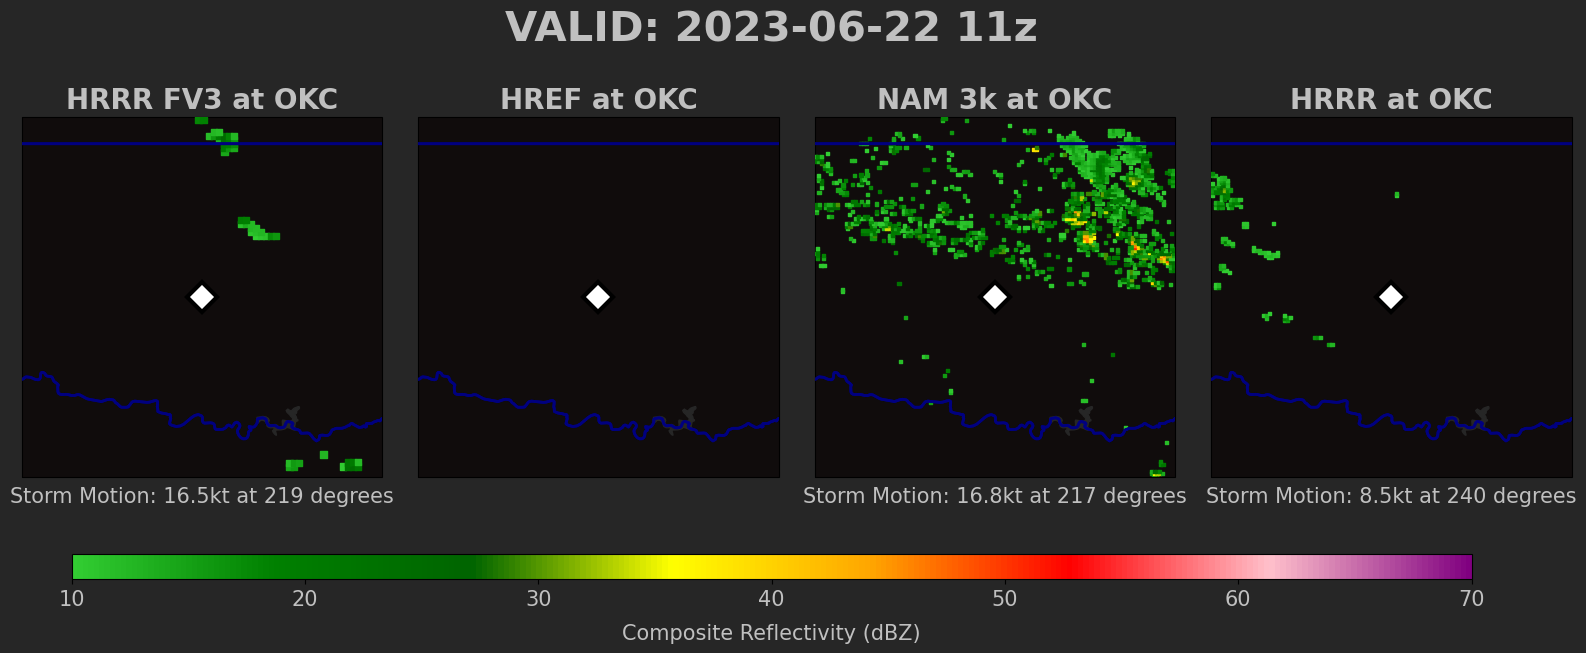 VALID: 2023-06-22 11z
HRRR FV3 at OKC
HREF at OKC
NAM 3k at OKC
HRRR at OKC
Storm Motion: 16.5kt at 219 degrees
Storm Motion: 16.8kt at 217 degrees
Storm Motion: 8.5kt at 240 degrees
10 20 30 40 50 60 70
Composite Reflectivity (dBZ)